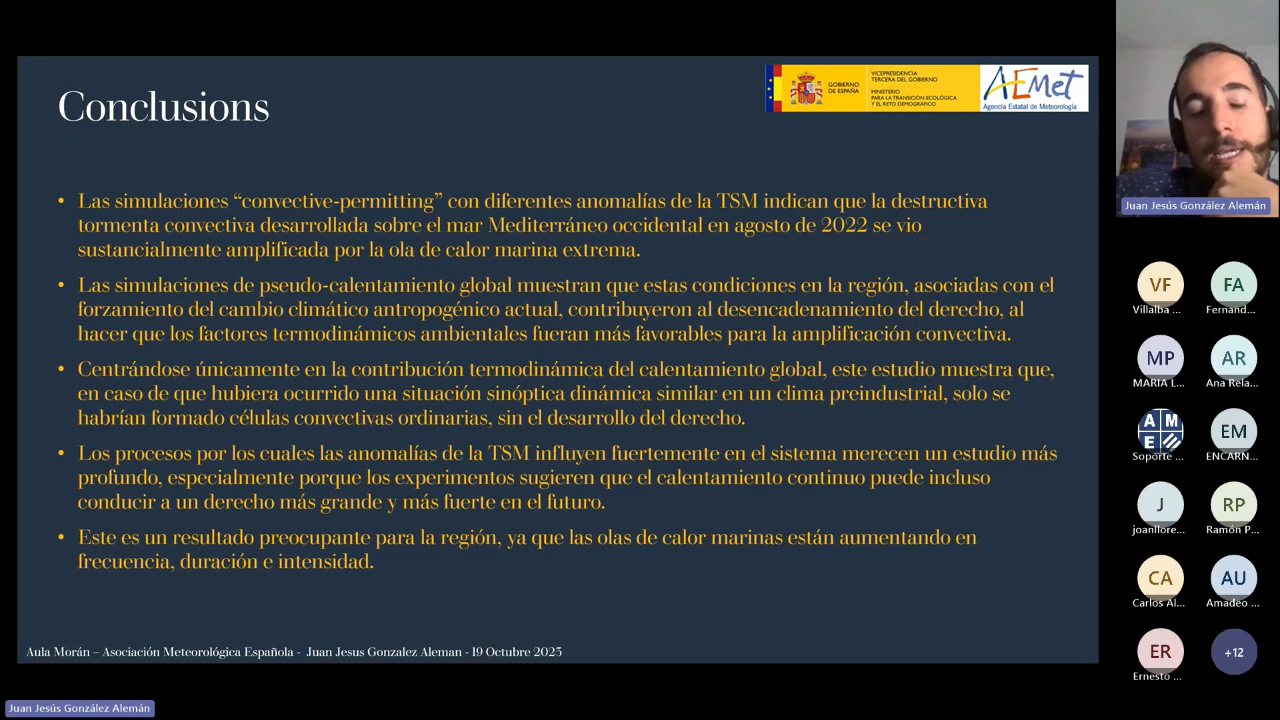 Conclusions
GOBIERNO
DE ESPAÑA
VICEPRESIDENCIA
TERCERA DEL GOBIERNO
MINISTERIO
PARA LA TRANSICIÓN ECOLÓGICA
Y EL RETO DEMOGRÁFICO
AEMet
Agencia Estatal de Meteorología
• Las simulaciones “convective-permitting” con diferentes anomalías de la TSM indican que la destructiva
tormenta convectiva desarrollada sobre el mar Mediterráneo occidental en agosto de 2022 se vio
sustancialmente amplificada por la ola de calor marina extrema.
• Las simulaciones de pseudo-calentamiento global muestran que estas condiciones en la región, asociadas con el
forzamiento del cambio climático antropogénico actual, contribuyeron al desencadenamiento del derecho, al
hacer que los factores termodinámicos ambientales fueran más favorables para la amplificación convectiva.
• Centrándose únicamente en la contribución termodinámica del calentamiento global, este estudio muestra que,
en caso de que hubiera ocurrido una situación sinóptica dinámica similar en un clima preindustrial, solo se
habrían formado células convectivas ordinarias, sin el desarrollo del derecho.
• Los procesos por los cuales las anomalías de la TSM influyen fuertemente en el sistema merecen un estudio más
profundo, especialmente porque los experimentos sugieren que el calentamiento continuo puede incluso
conducir a un derecho más grande y más fuerte en el futuro.
• Este es un resultado preocupante para la región, ya que las olas de calor marinas están aumentando en
frecuencia, duración e intensidad.
Aula Morán – Asociación Meteorológica Española - Juan Jesus Gonzalez Aleman - 19 Octubre 2023
Juan Jesús González Alemán
Juan Jesús González Alemán
VF
Villalba ...
FA
Fernand...
MP
MARIA L...
AR
Ana Rela...
A M
E
Soporte ...
EM
ENCARN...
J
joanllore...
RP
Ramón P...
CA
Carlos Al...
AU
Amadeo ...
ER
Ernesto ...
+12